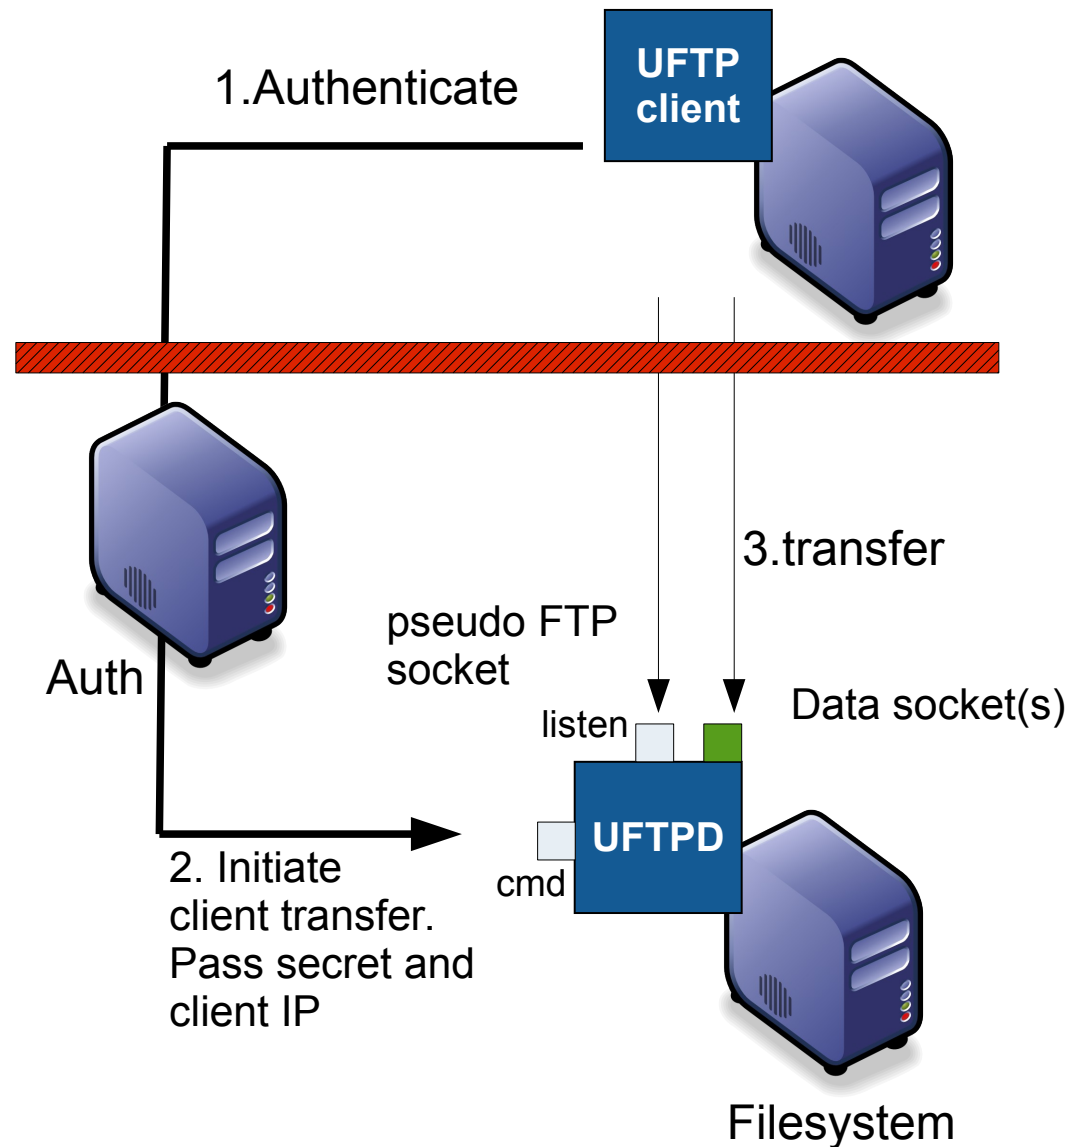 UFTP
client
1.Authenticate
3.transfer
pseudo FTP
socket
Auth
Data socket(s)
listen
UFTPD
cmd
2. Initiate
client transfer.
Pass secret and
client IP
Filesystem